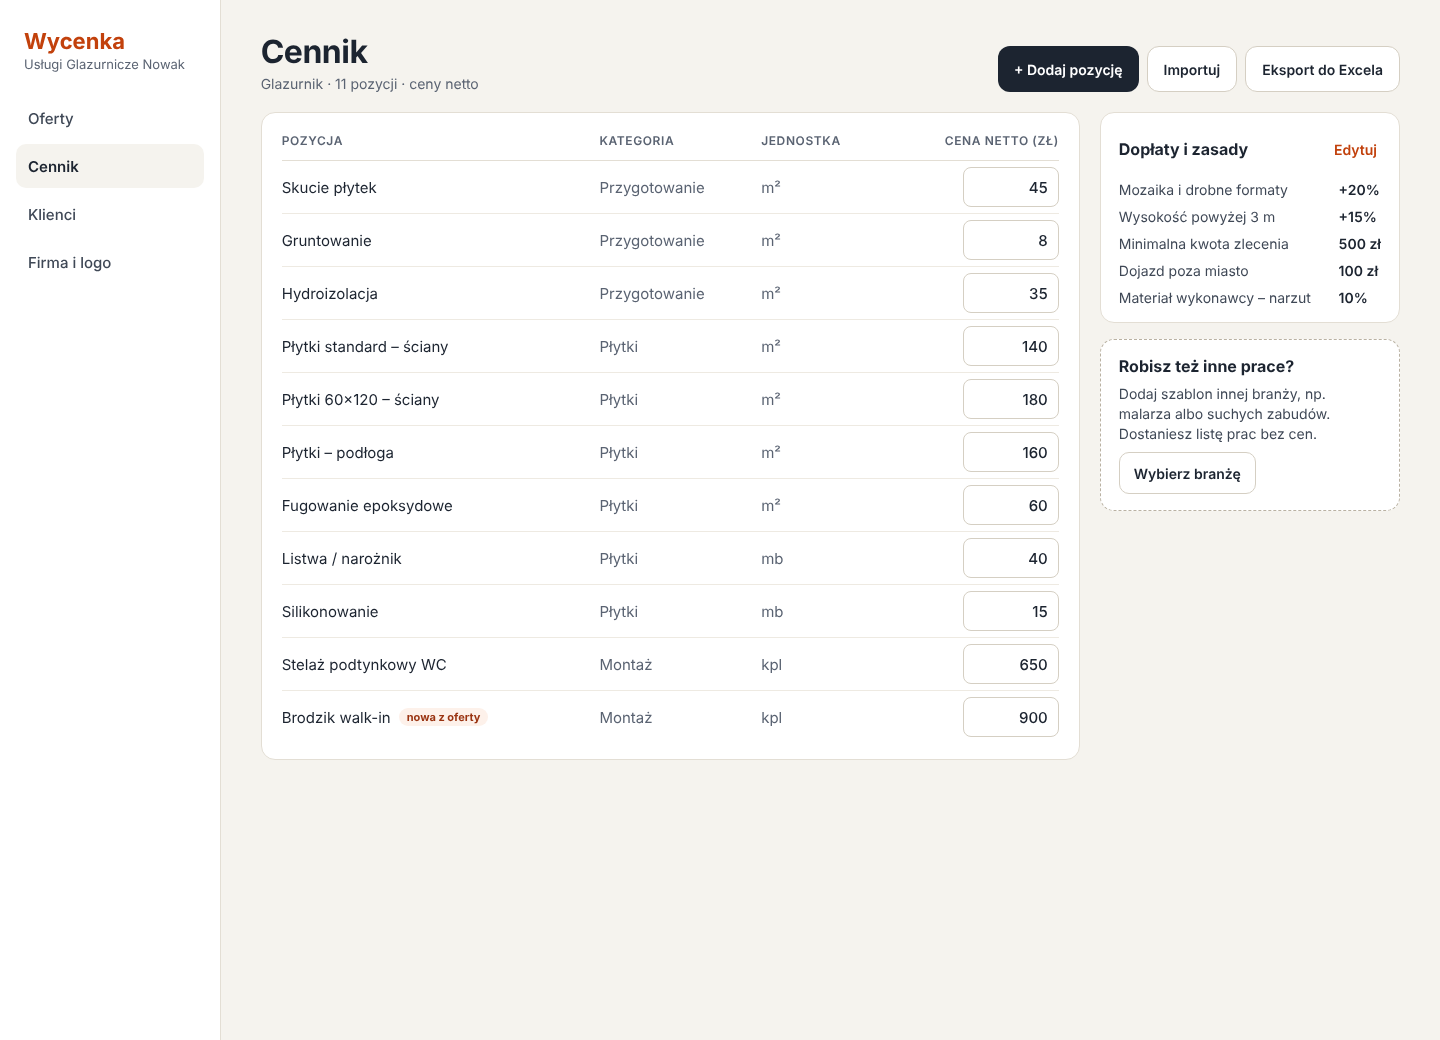 Wycenka
Usługi Glazurnicze Nowak
Oferty
Cennik
Klienci
Firma i logo
Cennik
Glazurnik · 11 pozycji · ceny netto
+ Dodaj pozycję
Importuj
Eksport do Excela
POZYCJA KATEGORIA JEDNOSTKA CENA NETTO (ZŁ)
Skucie płytek Przygotowanie m² 45
Gruntowanie Przygotowanie m² 8
Hydroizolacja Przygotowanie m² 35
Płytki standard – ściany Płytki m² 140
Płytki 60×120 – ściany Płytki m² 180
Płytki – podłoga Płytki m² 160
Fugowanie epoksydowe Płytki m² 60
Listwa / narożnik Płytki mb 40
Silikonowanie Płytki mb 15
Stelaż podtynkowy WC Montaż kpl 650
Brodzik walk-in nowa z oferty Montaż kpl 900
Dopłaty i zasady Edytuj
Mozaika i drobne formaty +20%
Wysokość powyżej 3 m +15%
Minimalna kwota zlecenia 500 zł
Dojazd poza miasto 100 zł
Materiał wykonawcy – narzut 10%
Robisz też inne prace?
Dodaj szablon innej branży, np.
malarza albo suchych zabudów.
Dostaniesz listę prac bez cen.
Wybierz branżę